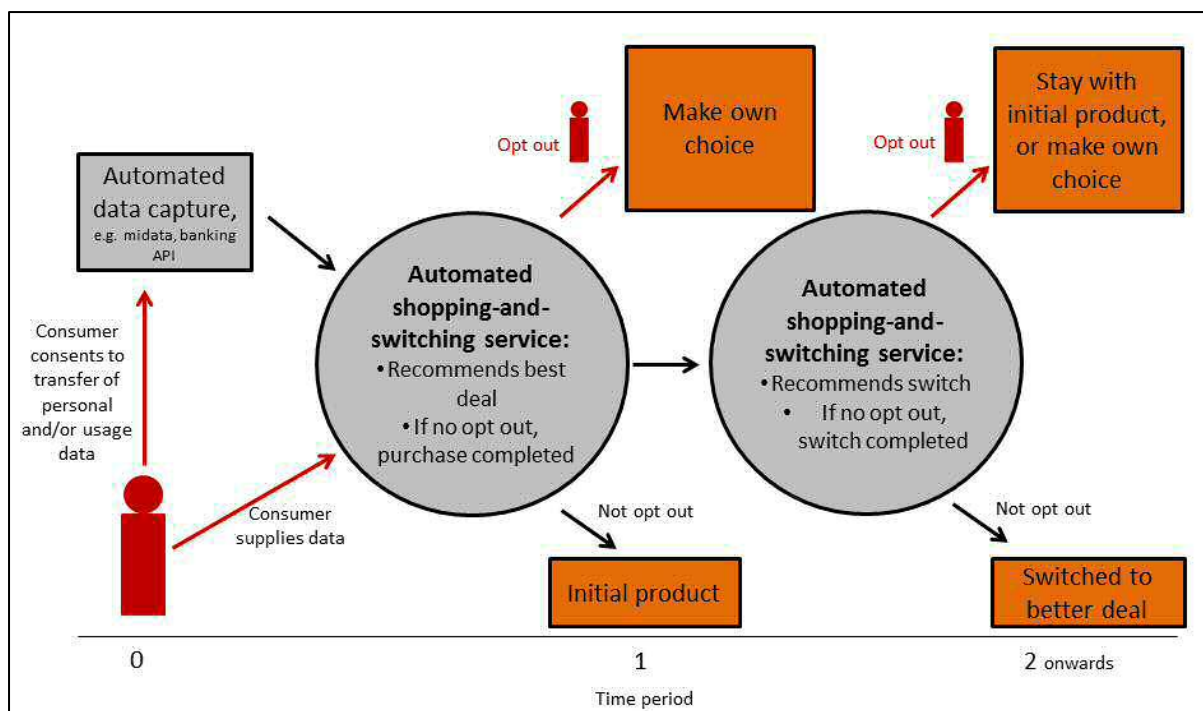 Automated
data capture,
e.g. midata, banking
API
Consumer
consents to
transfer of
personal
and/or usage
data
Consumer
supplies data
Automated
shopping-and-
switching service:
•Recommends best
deal
•If no opt out,
purchase completed
Opt out
Make own
choice
Not opt out
Initial product
Automated
shopping-and-
switching service:
•Recommends switch
• If no opt out,
switch completed
Opt out
Stay with
initial product,
or make own
choice
Not opt out
Switched to
better deal
0
1
2 onwards
Time period